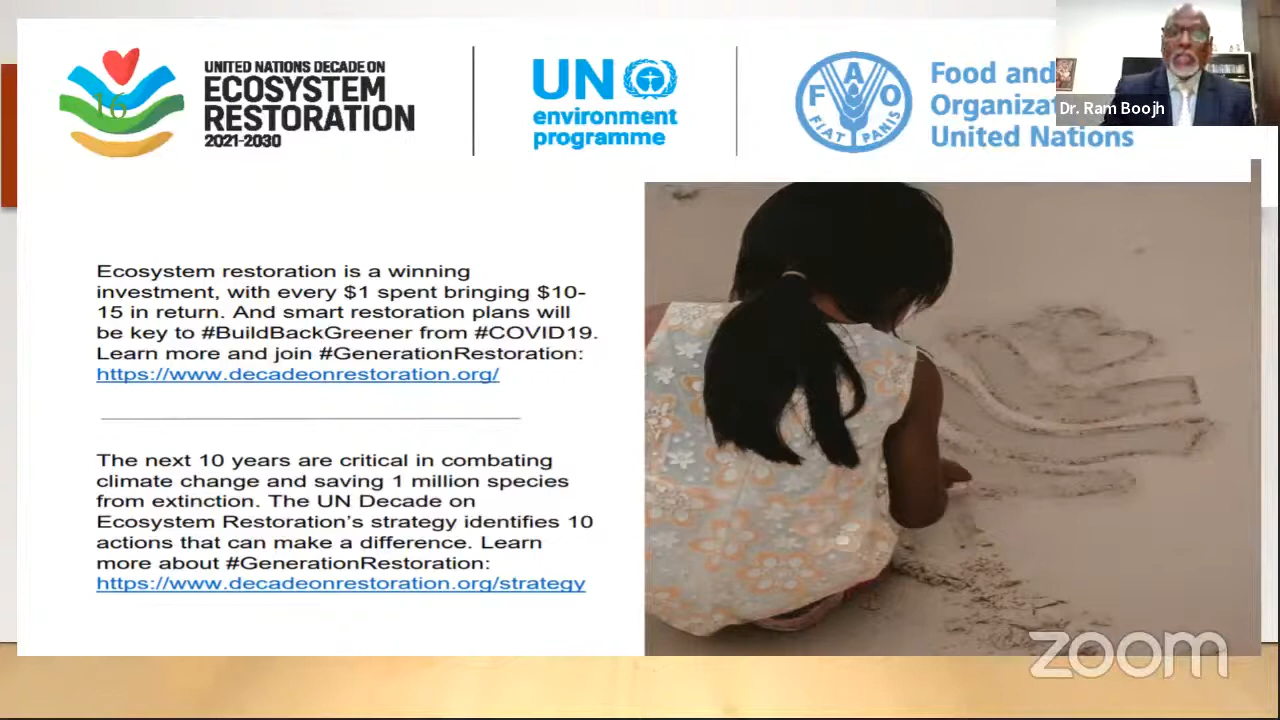 16
UNITED NATIONS DECADE ON
ECOSYSTEM
RESTORATION
2021-2030
UN
environment
programme
F A O
FIAT PANIS
Food and
Organiza
United Nations
Dr. Ram Boojh
Ecosystem restoration is a winning
investment, with every $1 spent bringing $10-
15 in return. And smart restoration plans will
be key to #BuildBackGreener from #COVID19.
Learn more and join #GenerationRestoration:
https://www.decadeonrestoration.org/
The next 10 years are critical in combating
climate change and saving 1 million species
from extinction. The UN Decade on
Ecosystem Restoration's strategy identifies 10
actions that can make a difference. Learn
more about #GenerationRestoration:
https://www.decadeonrestoration.org/strategy
zoom